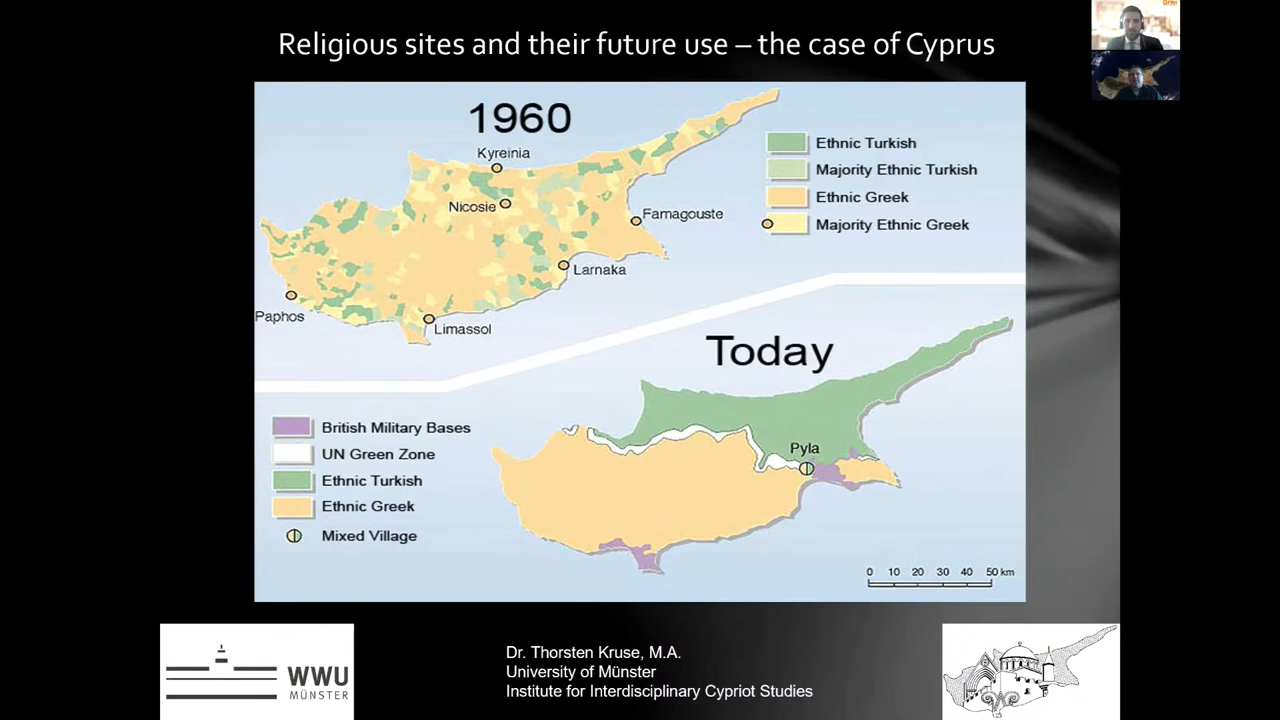 Religious sites and their future use – the case of Cyprus
1960
Kyreinia
Nicosie
Famagouste
Larnaka
Paphos
Limassol
Ethnic Turkish
Majority Ethnic Turkish
Ethnic Greek
Majority Ethnic Greek
Today
Pyla
British Military Bases
UN Green Zone
Ethnic Turkish
Ethnic Greek
Mixed Village
0 10 20 30 40 50 km
WWU
MÜNSTER
Dr. Thorsten Kruse, M.A.
University of Münster
Institute for Interdisciplinary Cypriot Studies